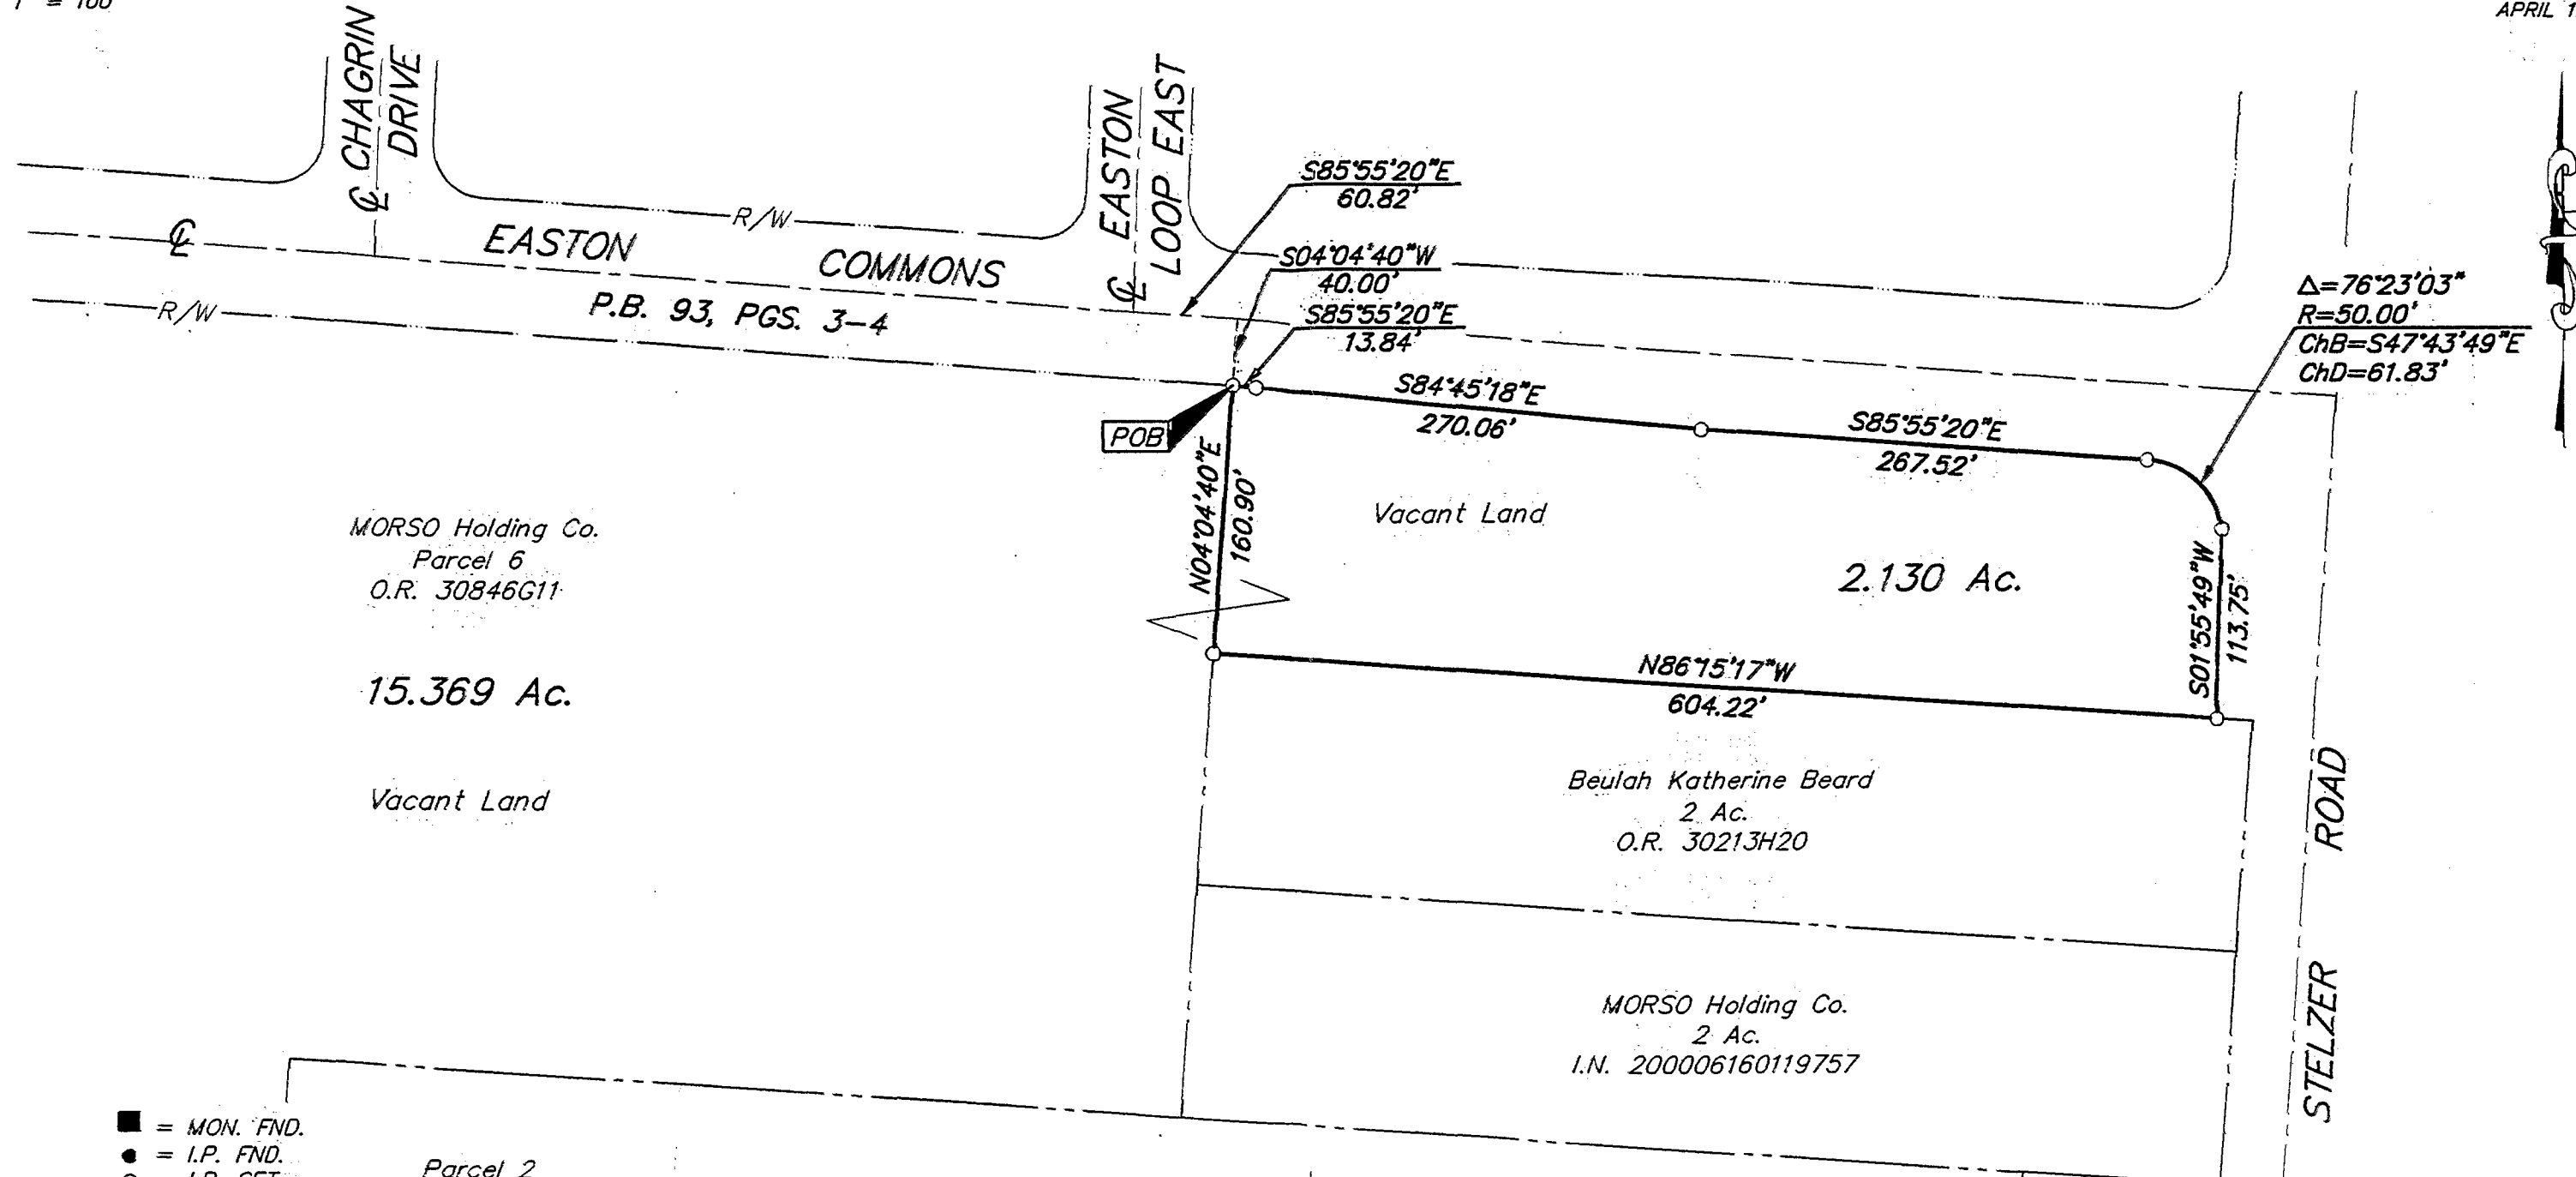 1" = 100'
APRIL 1
℄ CHAGRIN
DRIVE
℄ EASTON
LOOP EAST
S85°55'20"E
60.82'
S04°04'40"W
40.00'
S85°55'20"E
13.84'
R/W
℄
EASTON COMMONS
P.B. 93, PGS. 3-4
R/W
Δ=76°23'03"
R=50.00'
ChB=S47°43'49"E
ChD=61.83'
POB
S84°45'18"E
270.06'
S85°55'20"E
267.52'
N04°04'40"E
160.90'
Vacant Land
2.130 Ac.
S01°55'49"W
113.75'
N86°15'17"W
604.22'
MORSO Holding Co.
Parcel 6
O.R. 30846G11
15.369 Ac.
Vacant Land
Beulah Katherine Beard
2 Ac.
O.R. 30213H20
MORSO Holding Co.
2 Ac.
I.N. 200006160119757
STELZER ROAD
= MON. FND.
= I.P. FND.
= I.P. SET
Parcel 2